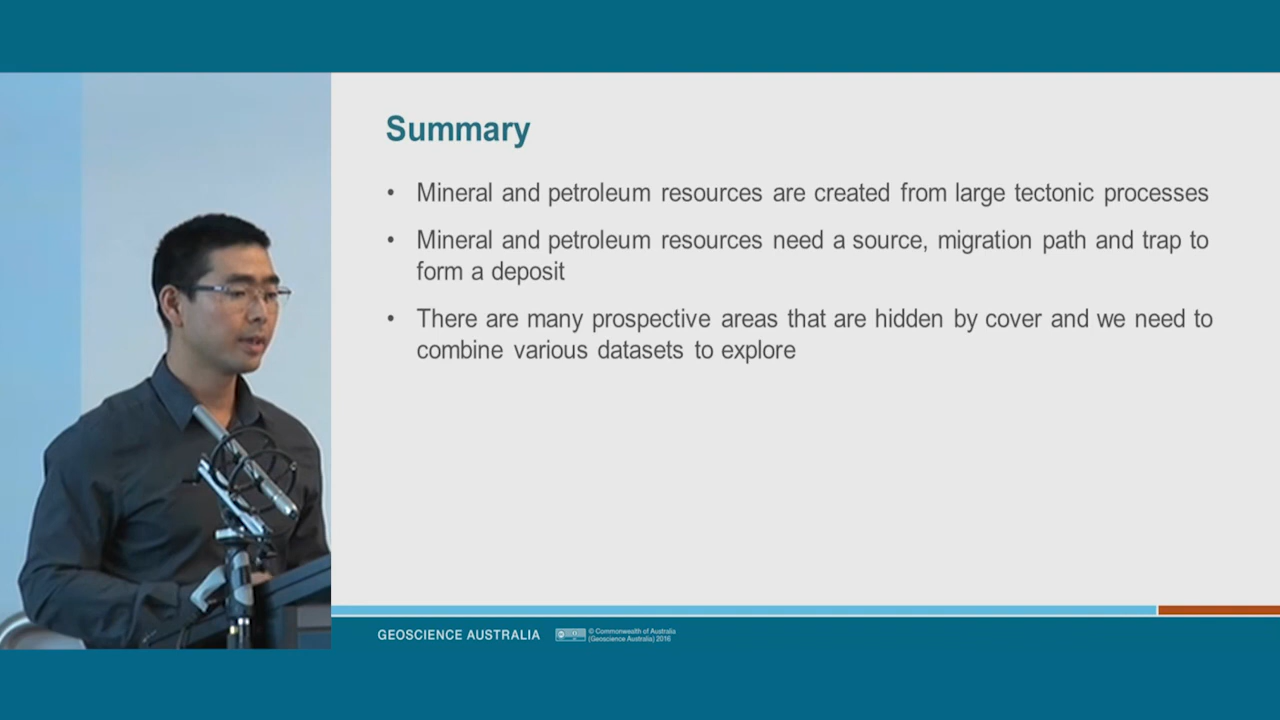 Summary
• Mineral and petroleum resources are created from large tectonic processes
• Mineral and petroleum resources need a source, migration path and trap to
form a deposit
• There are many prospective areas that are hidden by cover and we need to
combine various datasets to explore
GEOSCIENCE AUSTRALIA
© Commonwealth of Australia
(Geoscience Australia) 2016